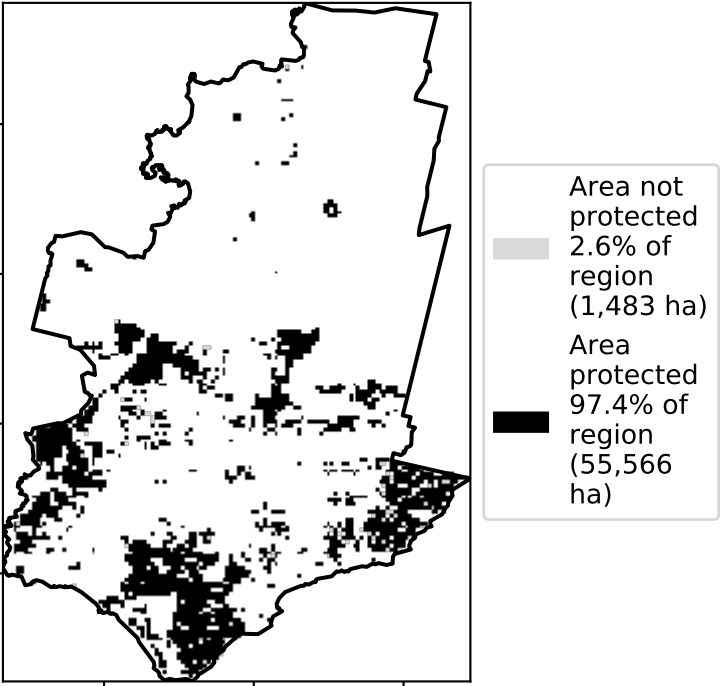 Area not
protected
2.6% of
region
(1,483 ha)
Area
protected
97.4% of
region
(55,566
ha)